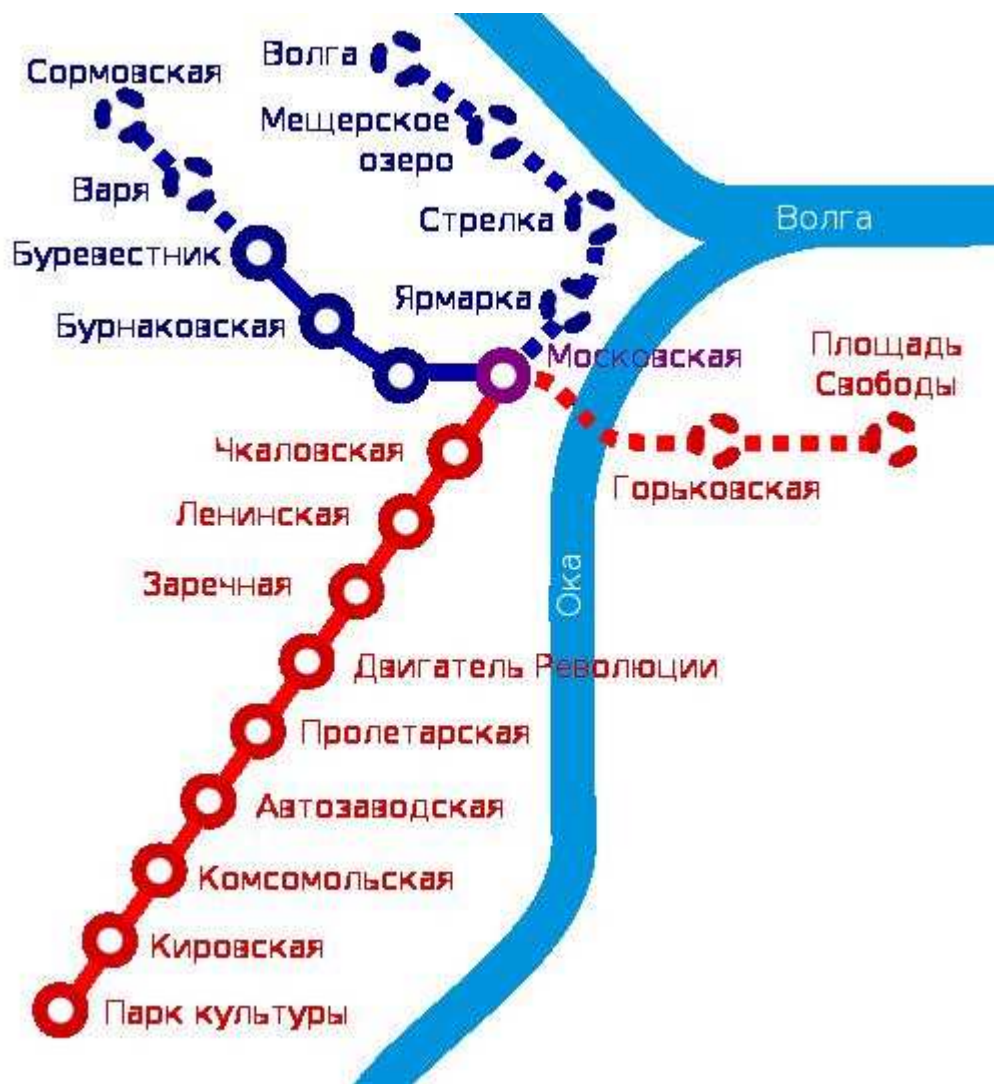 Волга
Сормовская
Мещерское
озеро
Варя
Стрелка
Волга
Буревестник
Ярмарка
Бурнаковская
Московская
Площадь
Свободы
Чкаловская
Горьковская
Ленинская
Ока
Заречная
Двигатель Революции
Пролетарская
Автозаводская
Комсомольская
Кировская
Парк культуры